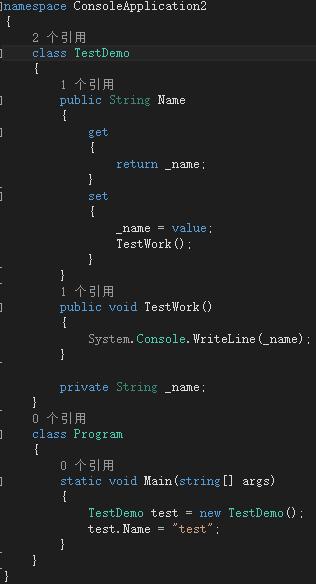 namespace ConsoleApplication2
{
2 个引用
class TestDemo
{
1 个引用
public String Name
{
get
{
return _name;
}
set
{
_name = value;
TestWork();
}
}
1 个引用
public void TestWork()
{
System.Console.WriteLine(_name);
}
private String _name;
}
0 个引用
class Program
{
0 个引用
static void Main(string[] args)
{
TestDemo test = new TestDemo();
test.Name = "test";
}
}
}